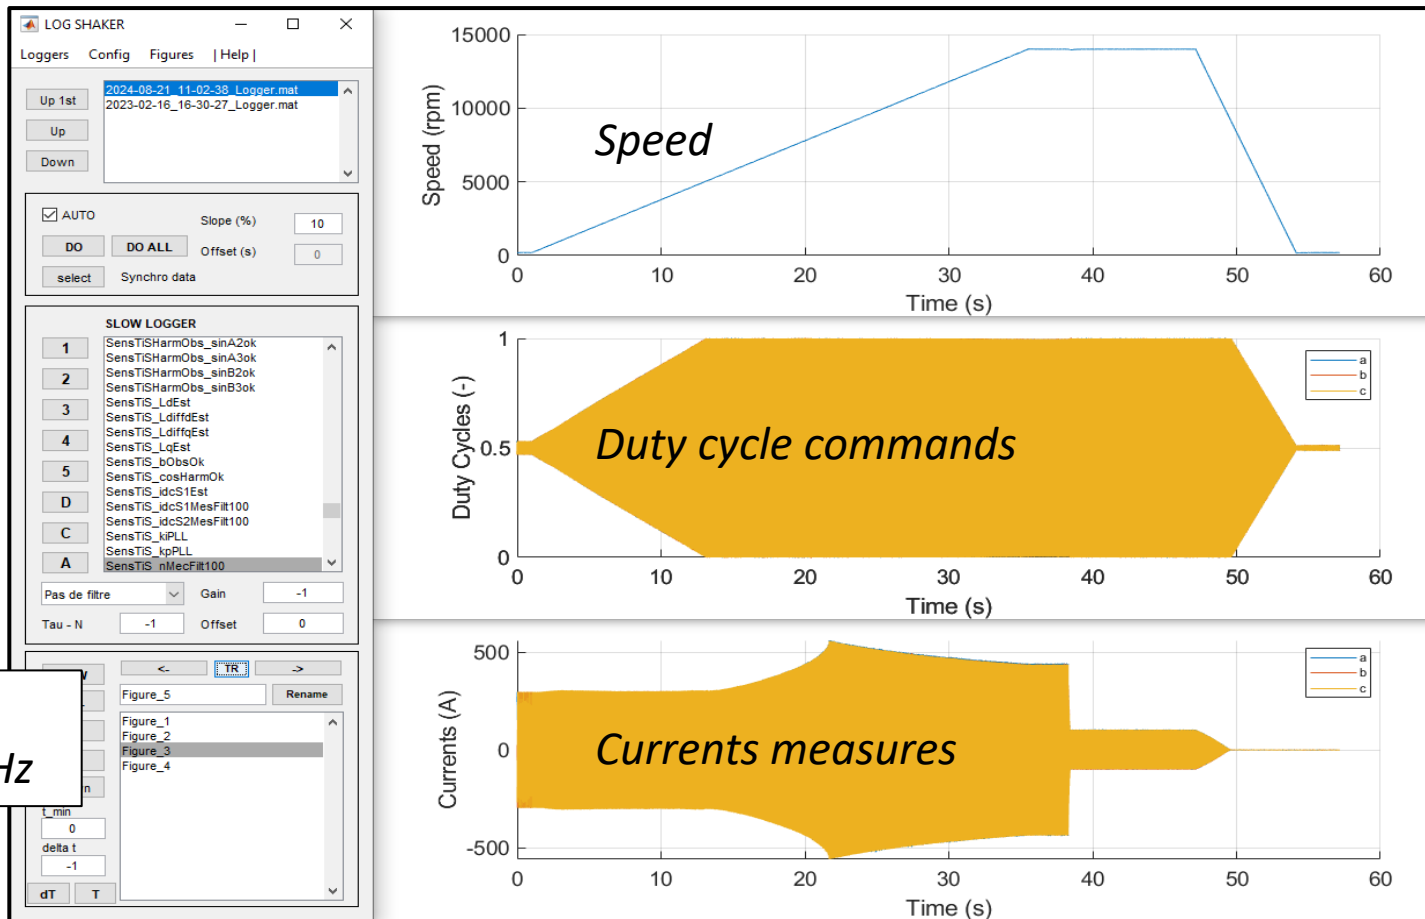 LOG SHAKER
Loggers Config Figures | Help |
Up 1st
Up
Down
2024-08-21_11-02-38_Logger.mat
2023-02-16_16-30-27_Logger.mat
AUTO
Slope (%)
10
DO
DO ALL
Offset (s)
0
select
Synchro data
SLOW LOGGER
1
2
3
4
5
D
C
A
SensTiSHarmObs_sinA2ok
SensTiSHarmObs_sinA3ok
SensTiSHarmObs_sinB2ok
SensTiSHarmObs_sinB3ok
SensTiS_LdEst
SensTiS_LdiffdEst
SensTiS_LdiffqEst
SensTiS_LqEst
SensTiS_bObsOk
SensTiS_cosHarmOk
SensTiS_idcS1Est
SensTiS_idcS1MesFilt100
SensTiS_idcS2MesFilt100
SensTiS_kiPLL
SensTiS_kpPLL
SensTiS_nMecFilt100
Pas de filtre
Gain
-1
Tau - N
-1
Offset
0
<-
TR
->
Figure_5
Rename
Figure_1
Figure_2
Figure_3
Figure_4
Hz
t_min
0
delta t
-1
dT
T
15000
10000
5000
0
Speed (rpm)
Speed
0 10 20 30 40 50 60
Time (s)
1
0.5
0
Duty Cycles (-)
Duty cycle commands
a
b
c
0 10 20 30 40 50 60
Time (s)
500
0
-500
Currents (A)
Currents measures
a
b
c
0 10 20 30 40 50 60
Time (s)